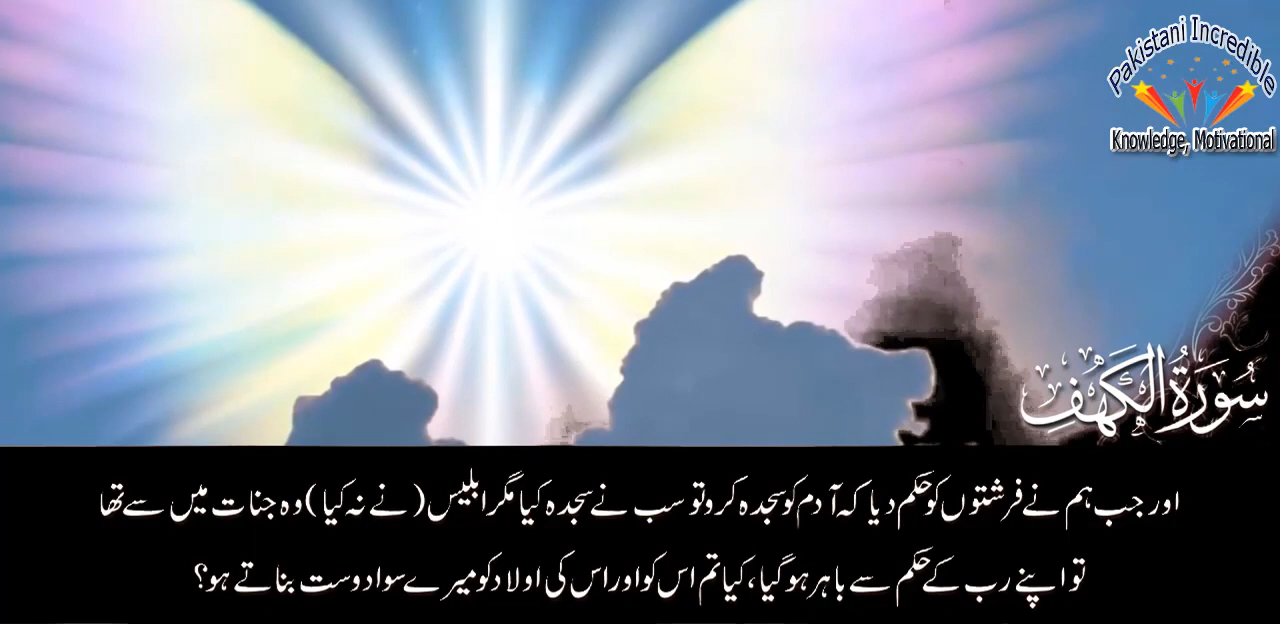 Pakistani Incredible
Knowledge, Motivational
سُورَةُ الكَهْفِ
اور جب ہم نے فرشتوں کو حکم دیا کہ آدم کو سجدہ کرو تو سب نے سجدہ کیا مگر ابلیس (نے نہ کیا) وہ جنات میں سے تھا
تو اپنے رب کے حکم سے باہر ہو گیا، کیا تم اس کو اور اس کی اولاد کو میرے سوا دوست بناتے ہو؟